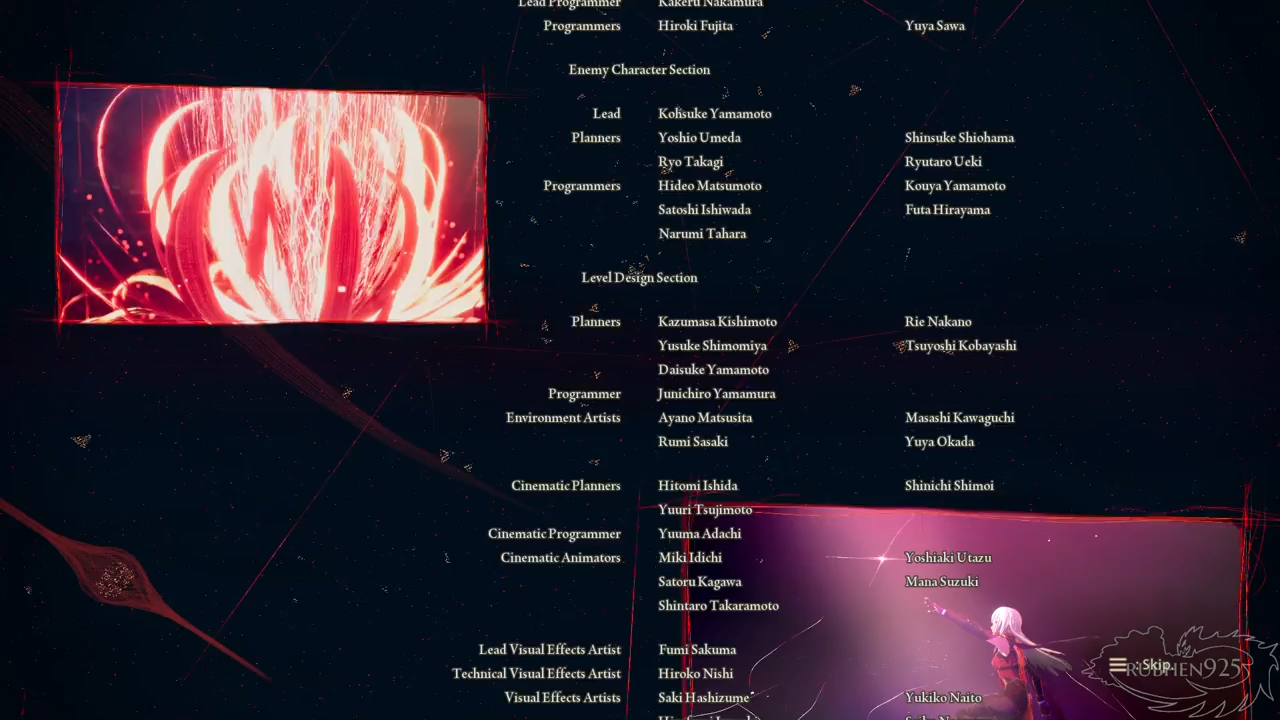 Lead Programmer Kakeru Nakamura
Programmers Hiroki Fujita Yuya Sawa
Enemy Character Section
Lead Kohsuke Yamamoto
Planners Yoshio Umeda Shinsuke Shiohama
Ryo Takagi Ryutaro Ueki
Programmers Hideo Matsumoto Kouya Yamamoto
Satoshi Ishiwada Futa Hirayama
Narumi Tahara
Level Design Section
Planners Kazumasa Kishimoto Rie Nakano
Yusuke Shimomiya Tsuyoshi Kobayashi
Daisuke Yamamoto
Programmer Junichiro Yamamura
Environment Artists Ayano Matsusita Masashi Kawaguchi
Rumi Sasaki Yuya Okada
Cinematic Planners Hitomi Ishida Shinichi Shimoi
Yuuri Tsujimoto
Cinematic Programmer Yuuma Adachi
Cinematic Animators Miki Idichi Yoshiaki Utazu
Satoru Kagawa Mana Suzuki
Shintaro Takaramoto
Lead Visual Effects Artist Fumi Sakuma
Technical Visual Effects Artist Hiroko Nishi
: Skip
RUBHEN925
Visual Effects Artists Saki Hashizume Yukiko Naito